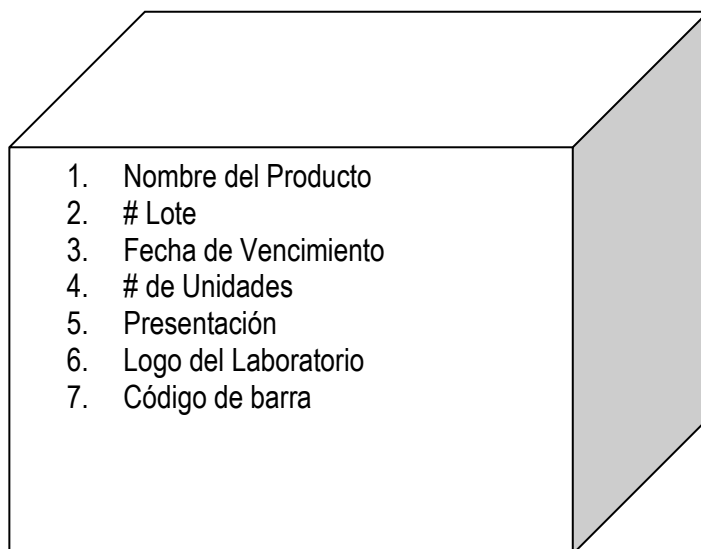 1. Nombre del Producto
2. # Lote
3. Fecha de Vencimiento
4. # de Unidades
5. Presentación
6. Logo del Laboratorio
7. Código de barra